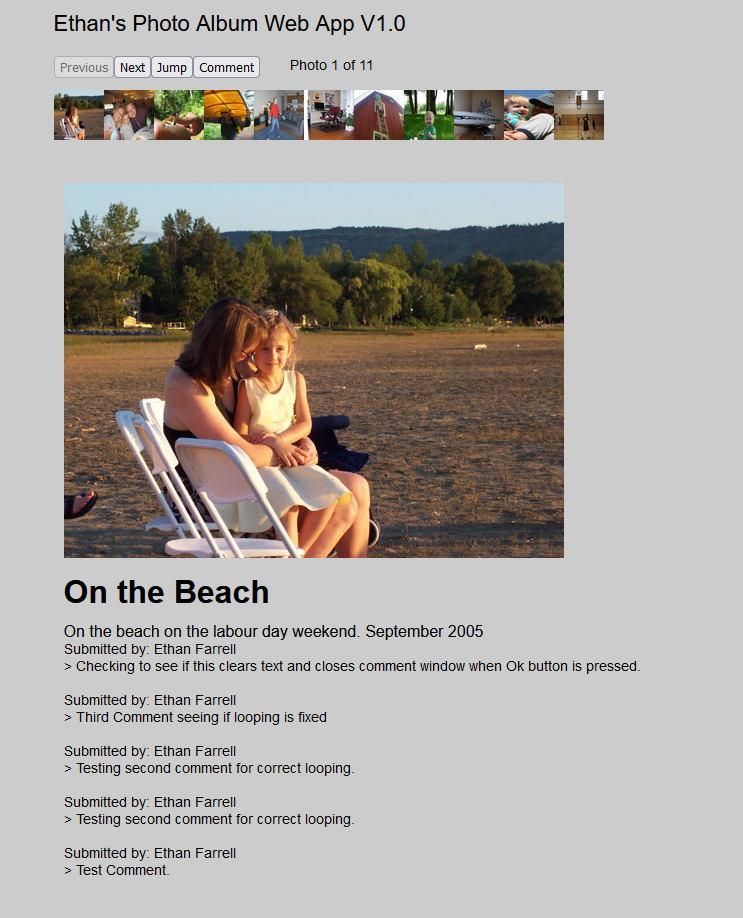 Ethan's Photo Album Web App V1.0
Previous Next Jump Comment Photo 1 of 11
On the Beach
On the beach on the labour day weekend. September 2005
Submitted by: Ethan Farrell
> Checking to see if this clears text and closes comment window when Ok button is pressed.
Submitted by: Ethan Farrell
> Third Comment seeing if looping is fixed
Submitted by: Ethan Farrell
> Testing second comment for correct looping.
Submitted by: Ethan Farrell
> Testing second comment for correct looping.
Submitted by: Ethan Farrell
> Test Comment.